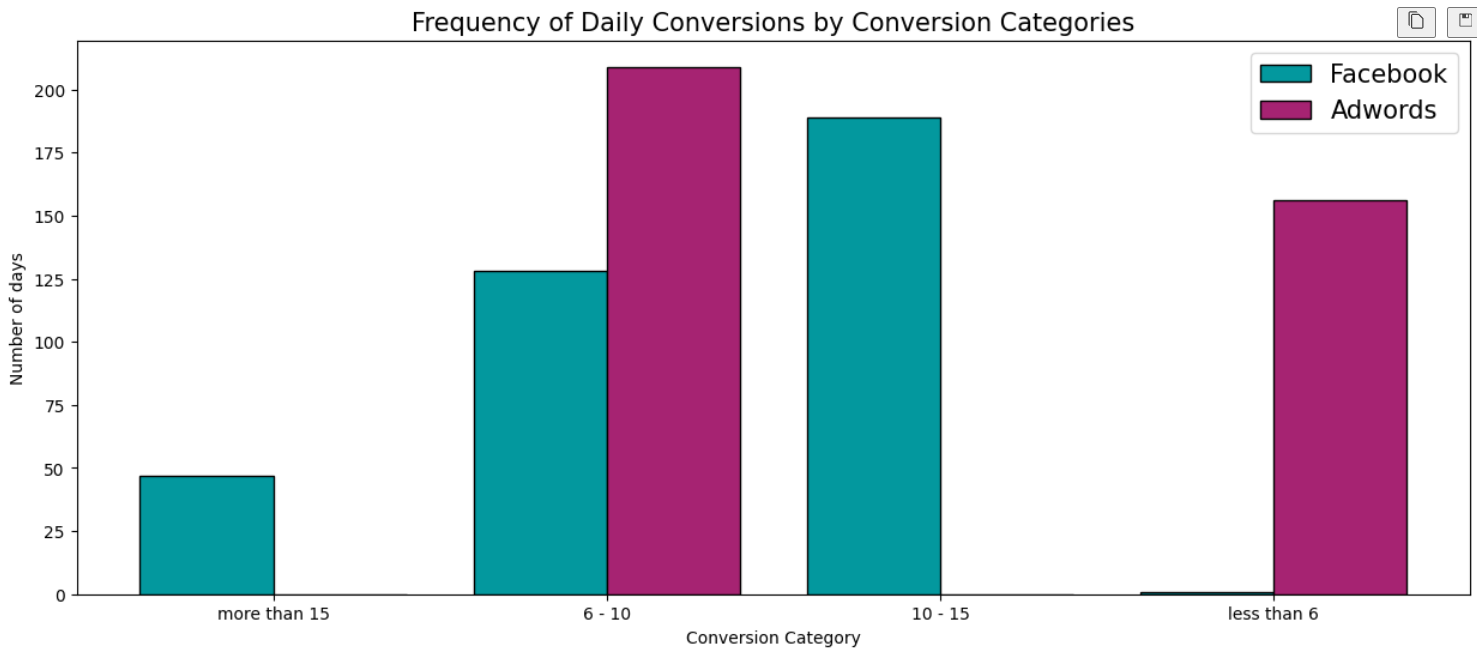 Frequency of Daily Conversions by Conversion Categories
Facebook
Adwords
200
175
150
125
100
75
50
25
0
Number of days
more than 15
6 - 10
10 - 15
less than 6
Conversion Category